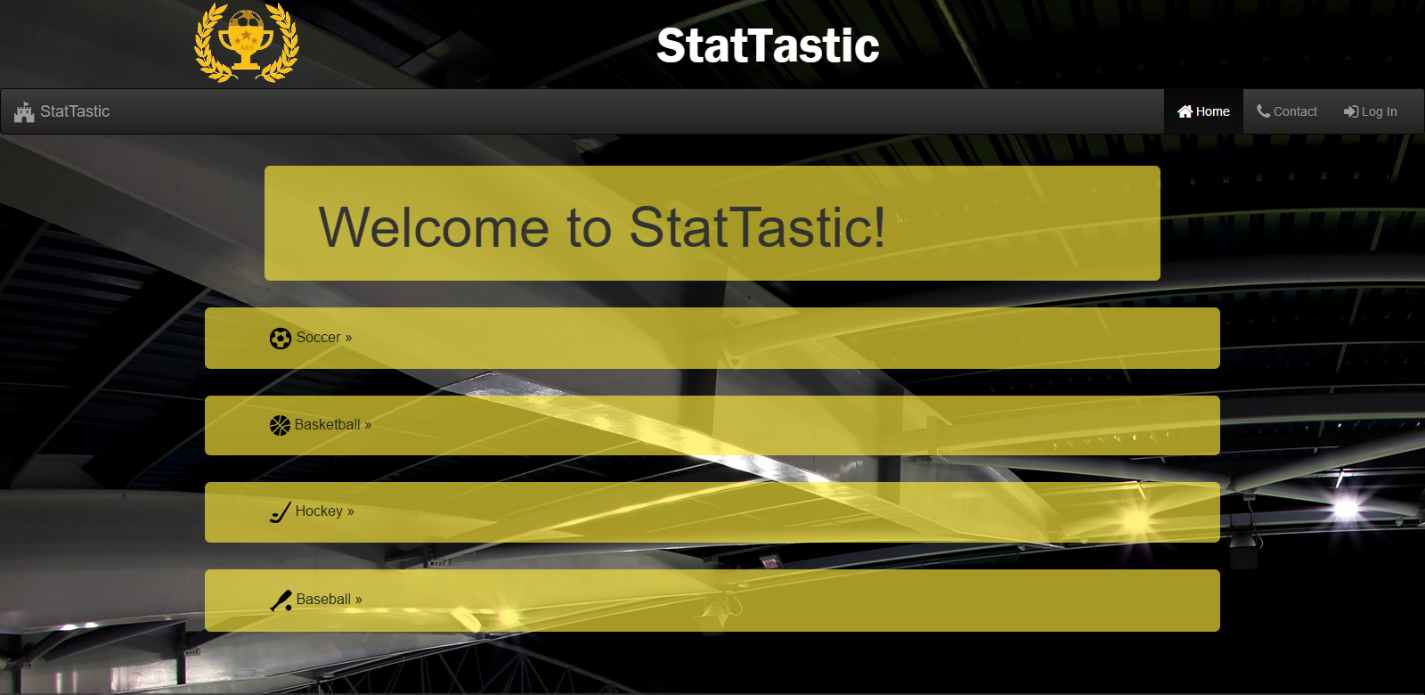 StatTastic
StatTastic
Home
Contact
Log In
Welcome to StatTastic!
Soccer »
Basketball »
Hockey »
Baseball »